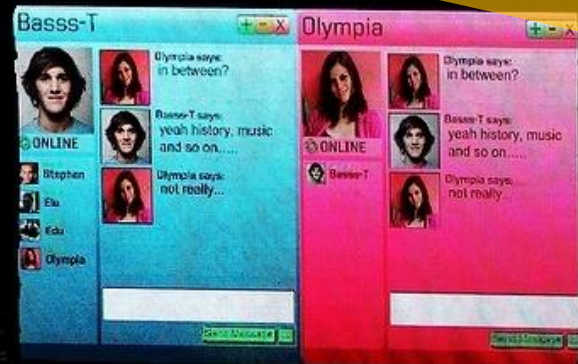 Basss-T
+ - X
Olympia says:
in between?
Basss-T says:
yeah history, music
and so on.....
Olympia says:
not really...
ONLINE
Stephen
Elu
Edu
Olympia
Send Message
Olympia
+ - X
Olympia says:
in between?
Basss-T says:
yeah history, music
and so on.....
Olympia says:
not really...
ONLINE
Basss-T
Send Message